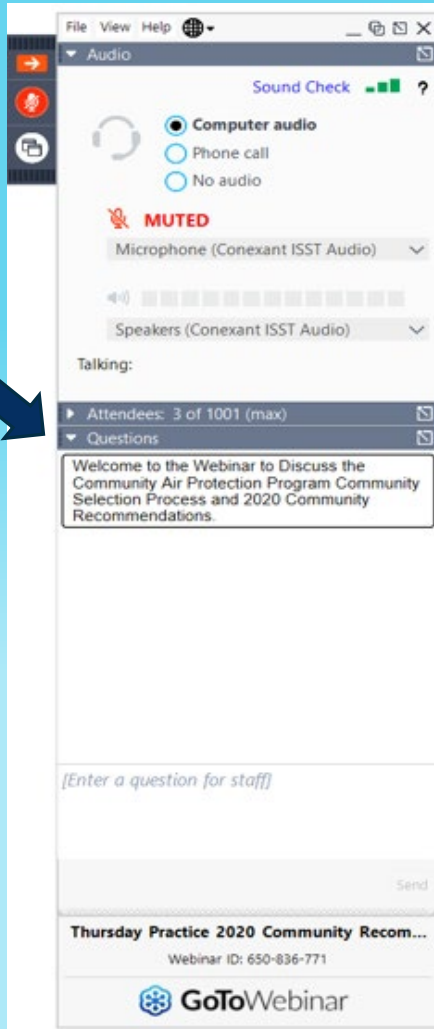 File View Help
Audio
Sound Check ?
Computer audio
Phone call
No audio
MUTED
Microphone (Conexant ISST Audio)
Speakers (Conexant ISST Audio)
Talking:
Attendees: 3 of 1001 (max)
Questions
Welcome to the Webinar to Discuss the
Community Air Protection Program Community
Selection Process and 2020 Community
Recommendations.
[Enter a question for staff]
Send
Thursday Practice 2020 Community Recom...
Webinar ID: 650-836-771
GoToWebinar